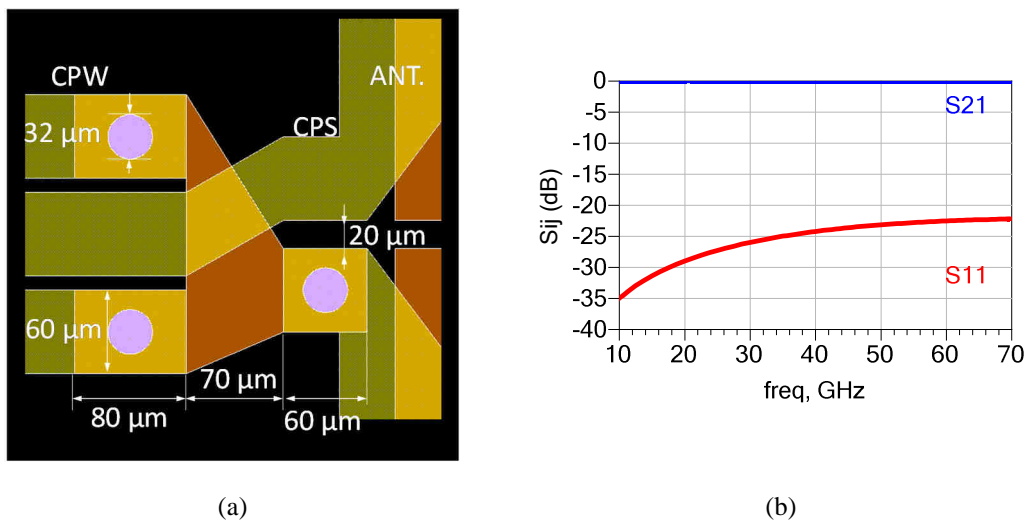 CPW
ANT.
32 μm
CPS
20 μm
60 μm
70 μm
80 μm
60 μm
(a)
0
-5
-10
-15
-20
-25
-30
-35
-40
Sij (dB)
S21
S11
10
20
30
40
50
60
70
freq, GHz
(b)